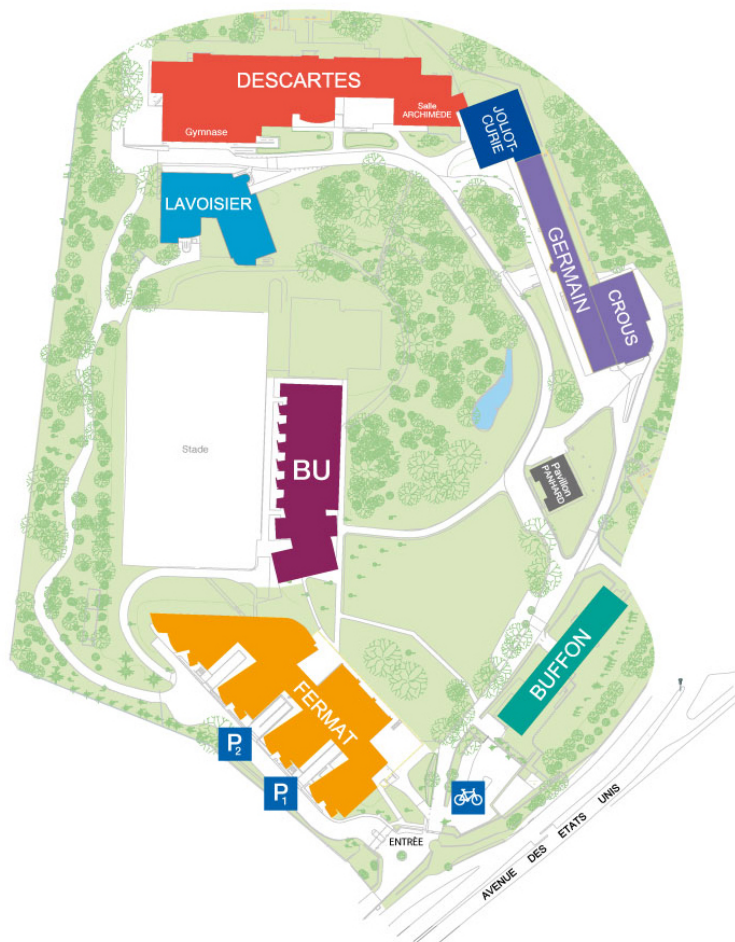 DESCARTES
Salle
ARCHIMÈDE
Gymnase
JOLIOT-
CURIE
LAVOISIER
GERMAIN
CROUS
Stade
BU
Pavillon
PANHARD
BUFFON
FERMAT
P2
P1
ENTRÉE
AVENUE DES ETATS UNIS